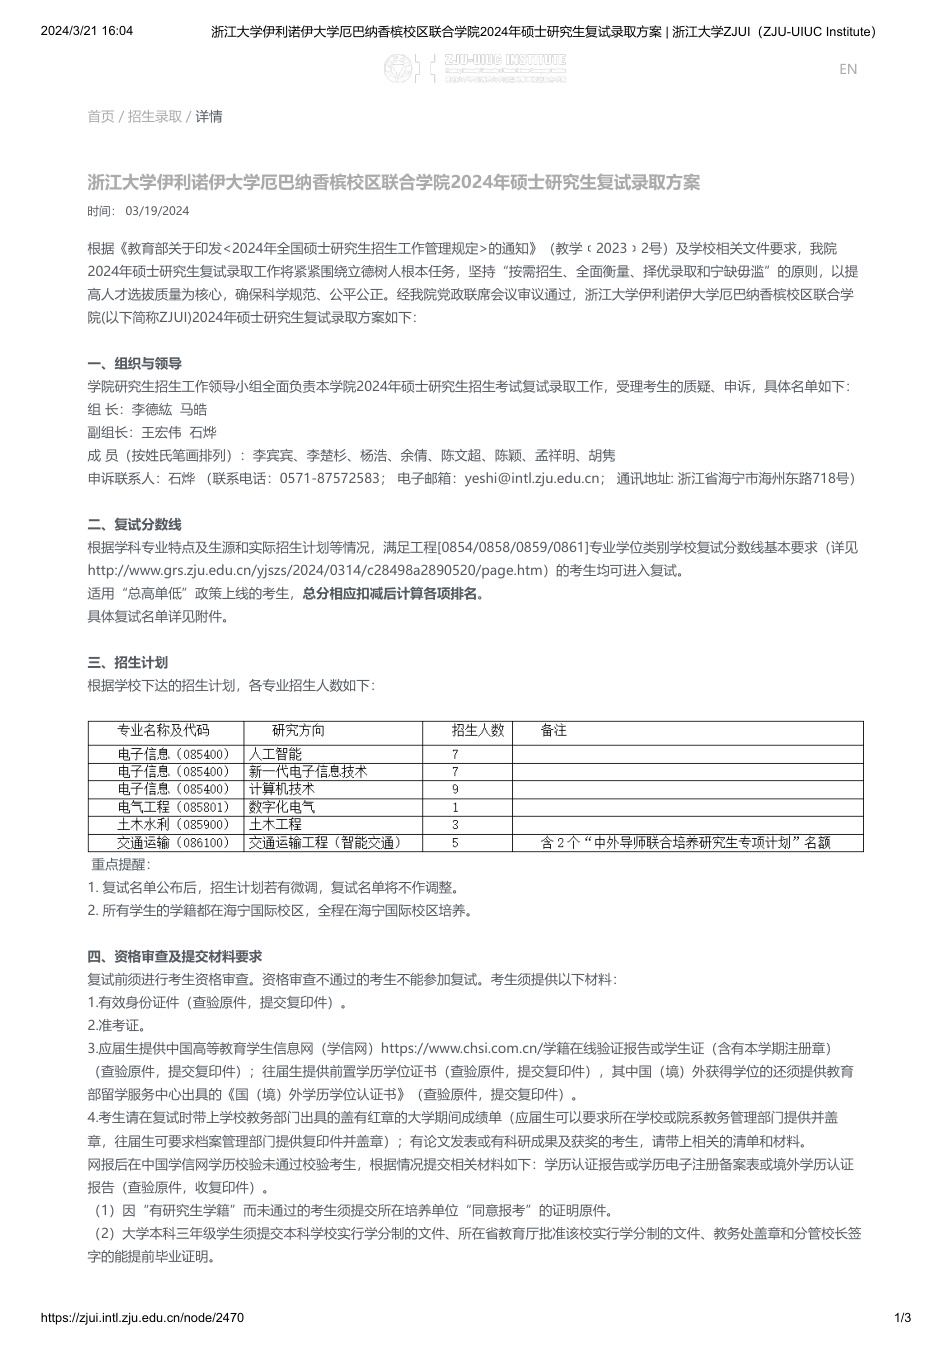 2024/3/21 16:04 浙江大学伊利诺伊大学厄巴纳香槟校区联合学院2024年硕士研究生复试录取方案 | 浙江大学ZJUI（ZJU-UIUC Institute）
ZJU-UIUC INSTITUTE
EN
首页 / 招生录取 / 详情
浙江大学伊利诺伊大学厄巴纳香槟校区联合学院2024年硕士研究生复试录取方案
时间： 03/19/2024
根据《教育部关于印发<2024年全国硕士研究生招生工作管理规定>的通知》（教学﹝2023﹞2号）及学校相关文件要求，我院
2024年硕士研究生复试录取工作将紧紧围绕立德树人根本任务，坚持“按需招生、全面衡量、择优录取和宁缺毋滥”的原则，以提
高人才选拔质量为核心，确保科学规范、公平公正。经我院党政联席会议审议通过，浙江大学伊利诺伊大学厄巴纳香槟校区联合学
院(以下简称ZJUI)2024年硕士研究生复试录取方案如下：
一、组织与领导
学院研究生招生工作领导小组全面负责本学院2024年硕士研究生招生考试复试录取工作，受理考生的质疑、申诉，具体名单如下：
组 长：李德紘 马皓
副组长：王宏伟 石烨
成 员（按姓氏笔画排列）：李宾宾、李楚杉、杨浩、余倩、陈文超、陈颖、孟祥明、胡隽
申诉联系人：石烨 （联系电话：0571-87572583； 电子邮箱：yeshi@intl.zju.edu.cn； 通讯地址: 浙江省海宁市海州东路718号）
二、复试分数线
根据学科专业特点及生源和实际招生计划等情况，满足工程[0854/0858/0859/0861]专业学位类别学校复试分数线基本要求（详见
http://www.grs.zju.edu.cn/yjszs/2024/0314/c28498a2890520/page.htm）的考生均可进入复试。
适用“总高单低”政策上线的考生，总分相应扣减后计算各项排名。
具体复试名单详见附件。
三、招生计划
根据学校下达的招生计划，各专业招生人数如下：
专业名称及代码 研究方向 招生人数 备注
电子信息（085400） 人工智能 7
电子信息（085400） 新一代电子信息技术 7
电子信息（085400） 计算机技术 9
电气工程（085801） 数字化电气 1
土木水利（085900） 土木工程 3
交通运输（086100） 交通运输工程（智能交通） 5 含2个“中外导师联合培养研究生专项计划”名额
重点提醒：
1. 复试名单公布后，招生计划若有微调，复试名单将不作调整。
2. 所有学生的学籍都在海宁国际校区，全程在海宁国际校区培养。
四、资格审查及提交材料要求
复试前须进行考生资格审查。资格审查不通过的考生不能参加复试。考生须提供以下材料：
1.有效身份证件（查验原件，提交复印件）。
2.准考证。
3.应届生提供中国高等教育学生信息网（学信网）https://www.chsi.com.cn/学籍在线验证报告或学生证（含有本学期注册章）
（查验原件，提交复印件）；往届生提供前置学历学位证书（查验原件，提交复印件），其中国（境）外获得学位的还须提供教育
部留学服务中心出具的《国（境）外学历学位认证书》（查验原件，提交复印件）。
4.考生请在复试时带上学校教务部门出具的盖有红章的大学期间成绩单（应届生可以要求所在学校或院系教务管理部门提供并盖
章，往届生可要求档案管理部门提供复印件并盖章）；有论文发表或有科研成果及获奖的考生，请带上相关的清单和材料。
网报后在中国学信网学历校验未通过校验考生，根据情况提交相关材料如下：学历认证报告或学历电子注册备案表或境外学历认证
报告（查验原件，收复印件）。
（1）因“有研究生学籍”而未通过的考生须提交所在培养单位“同意报考”的证明原件。
（2）大学本科三年级学生须提交本科学校实行学分制的文件、所在省教育厅批准该校实行学分制的文件、教务处盖章和分管校长签
字的能提前毕业证明。
https://zjui.intl.zju.edu.cn/node/2470 1/3